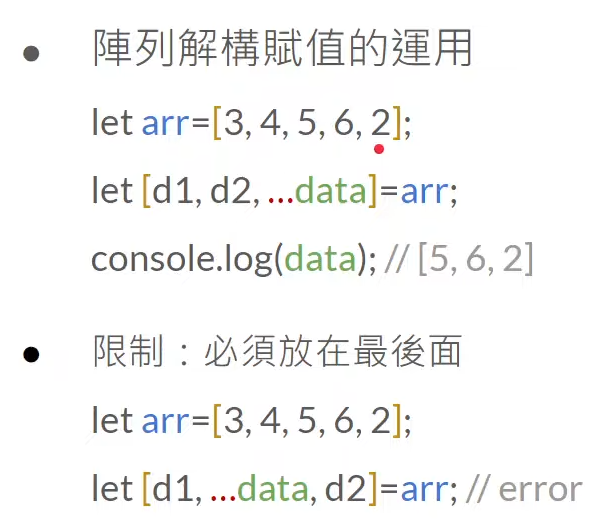 ● 陣列解構賦值的運用
let arr=[3, 4, 5, 6, 2];
let [d1, d2, ...data]=arr;
console.log(data); // [5, 6, 2]
● 限制：必須放在最後面
let arr=[3, 4, 5, 6, 2];
let [d1, ...data, d2]=arr; // error